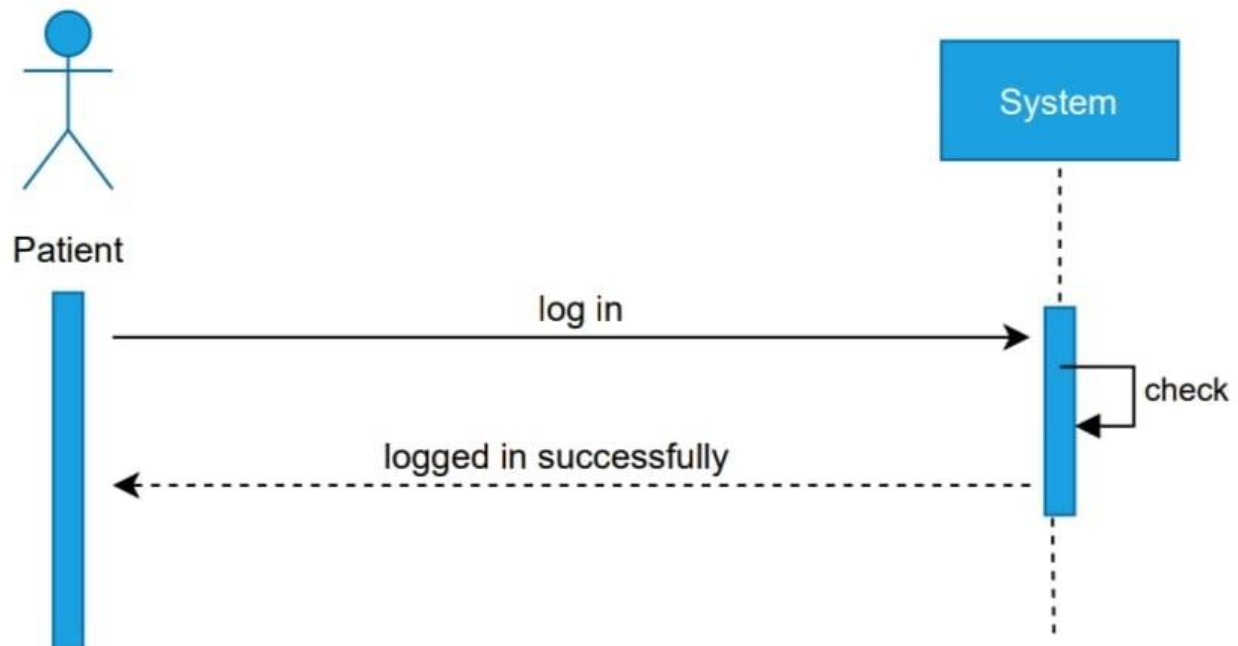 System
Patient
log in
check
logged in successfully